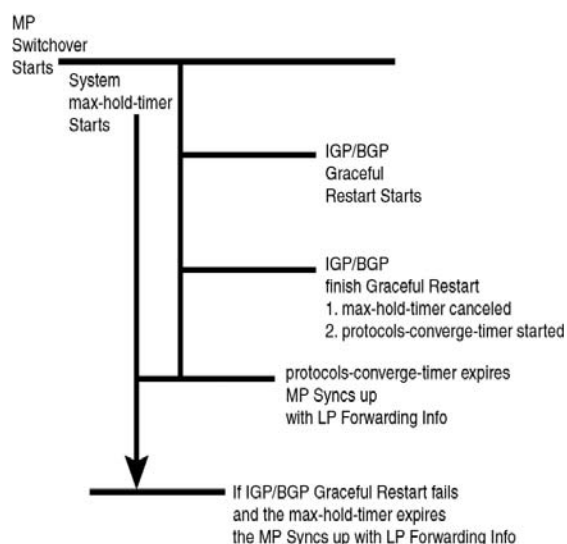 MP
Switchover
Starts
System
max-hold-timer
Starts
IGP/BGP
Graceful
Restart Starts
IGP/BGP
finish Graceful Restart
1. max-hold-timer canceled
2. protocols-converge-timer started
protocols-converge-timer expires
MP Syncs up
with LP Forwarding Info
If IGP/BGP Graceful Restart fails
and the max-hold-timer expires
the MP Syncs up with LP Forwarding Info